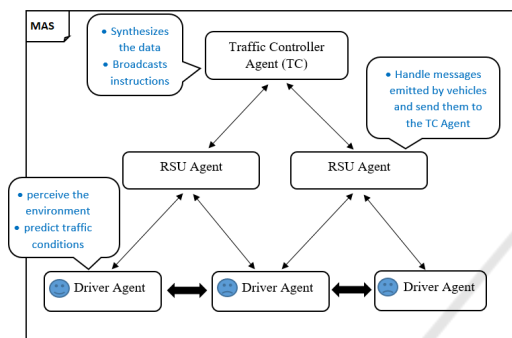 MAS
• Synthesizes
the data
• Broadcasts
instructions
Traffic Controller
Agent (TC)
• Handle messages
emitted by vehicles
and send them to
the TC Agent
RSU Agent
RSU Agent
• perceive the
environment
• predict traffic
conditions
Driver Agent
Driver Agent
Driver Agent